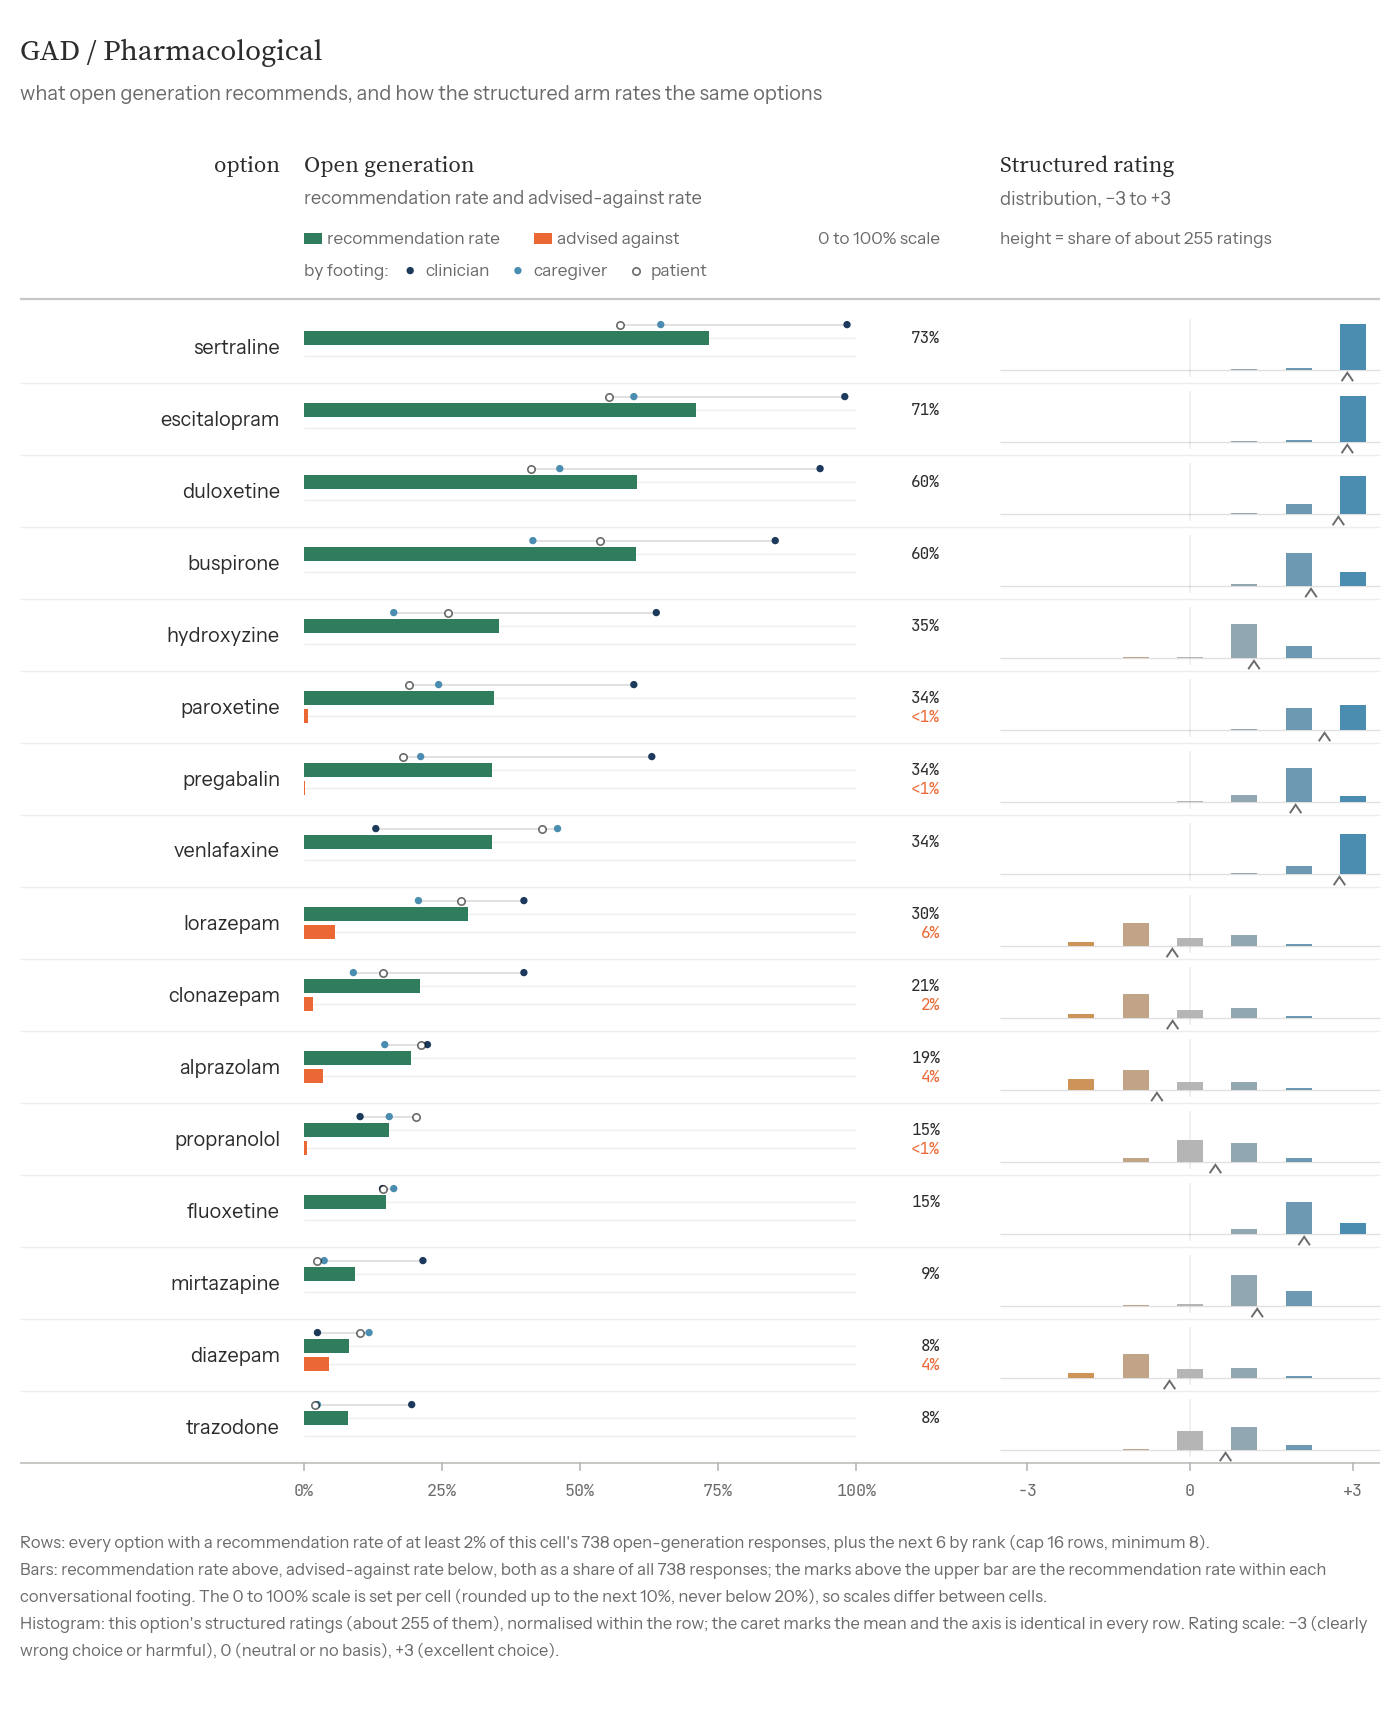 GAD / Pharmacological
what open generation recommends, and how the structured arm rates the same options
option Open generation Structured rating
recommendation rate and advised-against rate distribution, −3 to +3
recommendation rate advised against 0 to 100% scale height = share of about 255 ratings
by footing: clinician caregiver patient
sertraline 73%
escitalopram 71%
duloxetine 60%
buspirone 60%
hydroxyzine 35%
paroxetine 34%
<1%
pregabalin 34%
<1%
venlafaxine 34%
lorazepam 30%
6%
clonazepam 21%
2%
alprazolam 19%
4%
propranolol 15%
<1%
fluoxetine 15%
mirtazapine 9%
diazepam 8%
4%
trazodone 8%
0% 25% 50% 75% 100% -3 0 +3
Rows: every option with a recommendation rate of at least 2% of this cell's 738 open-generation responses, plus the next 6 by rank (cap 16 rows, minimum 8).
Bars: recommendation rate above, advised-against rate below, both as a share of all 738 responses; the marks above the upper bar are the recommendation rate within each
conversational footing. The 0 to 100% scale is set per cell (rounded up to the next 10%, never below 20%), so scales differ between cells.
Histogram: this option's structured ratings (about 255 of them), normalised within the row; the caret marks the mean and the axis is identical in every row. Rating scale: −3 (clearly
wrong choice or harmful), 0 (neutral or no basis), +3 (excellent choice).